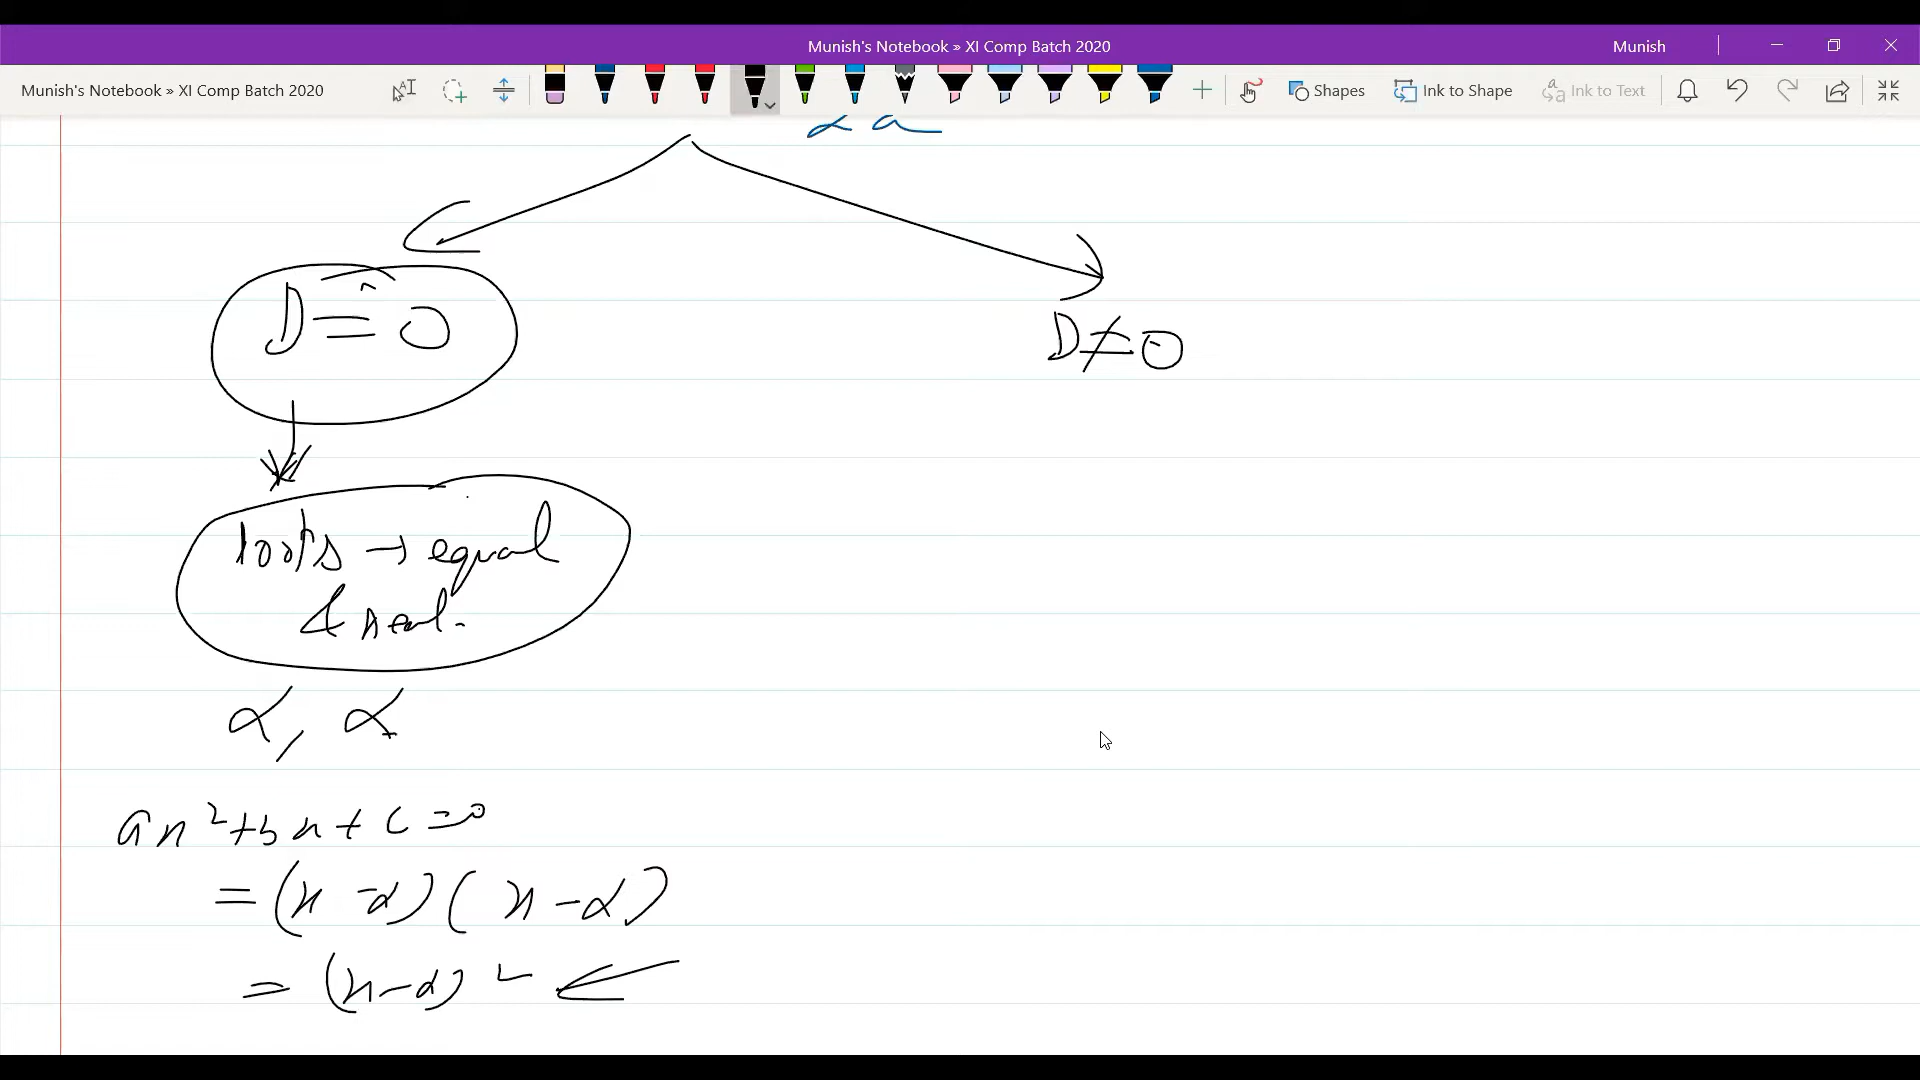 Munish's Notebook » XI Comp Batch 2020
Munish
Munish's Notebook » XI Comp Batch 2020
Shapes
Ink to Shape
Ink to Text
2a
D = 0
D ≠ 0
roots → equal
& real.
α, α
ax²+bx+c=0
=(x-α)(x-α)
=(x-α)²